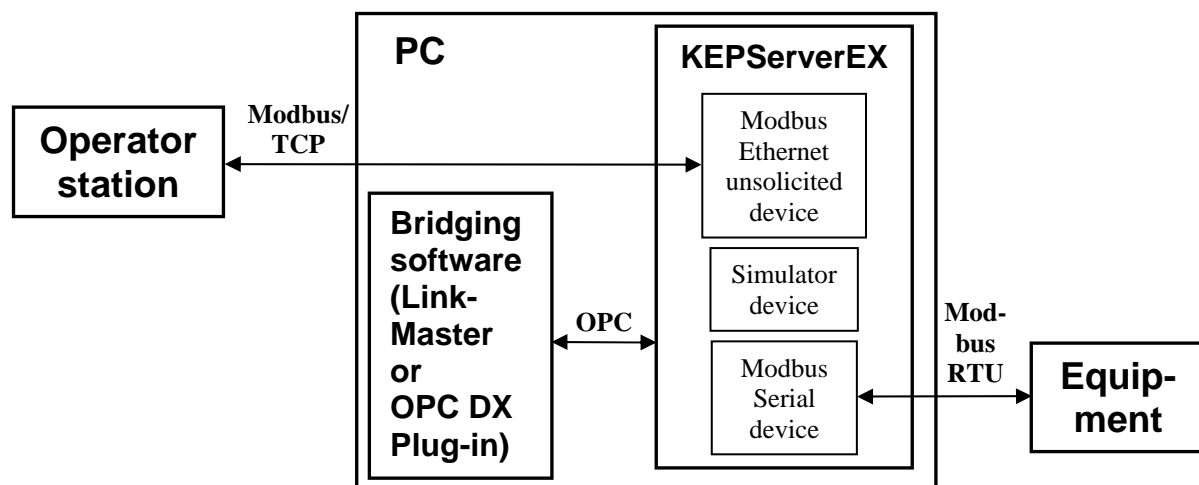 PC
KEPServerEX
Modbus/
TCP
Operator
station
Modbus
Ethernet
unsolicited
device
Bridging
software
(Link-
Master
or
OPC DX
Plug-in)
OPC
Simulator
device
Modbus
Serial
device
Mod-
bus
RTU
Equip-
ment